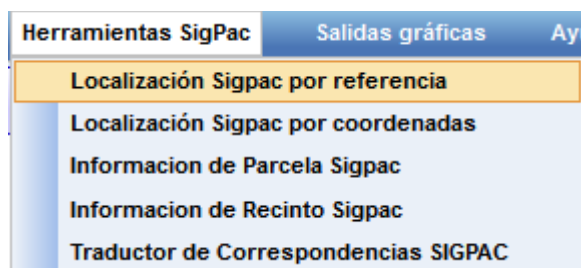 Herramientas SigPac Salidas gráficas Ay
Localización Sigpac por referencia
Localización Sigpac por coordenadas
Informacion de Parcela Sigpac
Informacion de Recinto Sigpac
Traductor de Correspondencias SIGPAC